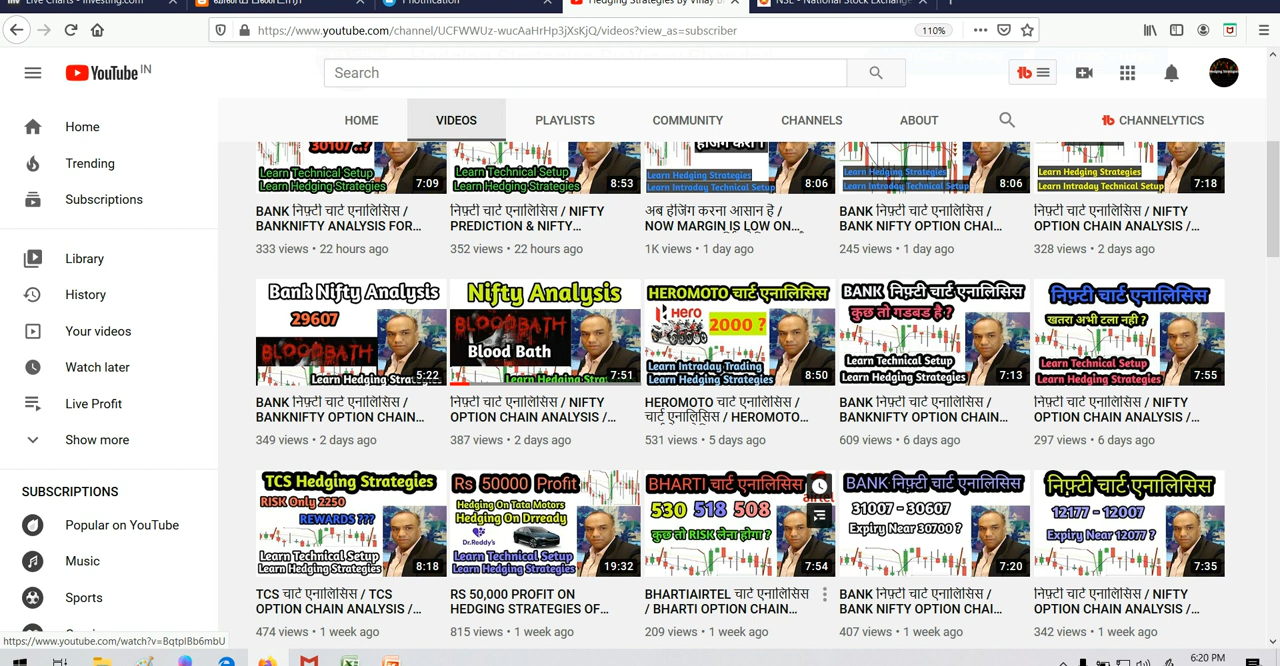 Live Charts - Investing.com
Hedging Strategies By Vinay B
NSE - National Stock Exchange
https://www.youtube.com/channel/UCFWWUz-wucAaHrHp3jXsKjQ/videos?view_as=subscriber
110%
YouTube IN
Search
HOME
VIDEOS
PLAYLISTS
COMMUNITY
CHANNELS
ABOUT
CHANNELYTICS
Home
Trending
Subscriptions
Library
History
Your videos
Watch later
Live Profit
Show more
SUBSCRIPTIONS
Popular on YouTube
Music
Sports
30107..?
Learn Technical Setup
Learn Hedging Strategies
7:09
BANK निफ़्टी चार्ट एनालिसिस /
BANKNIFTY ANALYSIS FOR...
333 views • 22 hours ago
Learn Technical Setup
Learn Hedging Strategies
8:53
निफ़्टी चार्ट एनालिसिस / NIFTY
PREDICTION & NIFTY...
352 views • 22 hours ago
Learn Hedging Strategies
Learn Intraday Technical Setup
8:06
अब हेजिंग करना आसान है /
NOW MARGIN IS LOW ON...
1K views • 1 day ago
Learn Hedging Strategies
Learn Intraday Technical Setup
8:06
BANK निफ़्टी चार्ट एनालिसिस /
BANK NIFTY OPTION CHAI...
245 views • 1 day ago
Learn Hedging Strategies
Learn Intraday Technical Setup
7:18
निफ़्टी चार्ट एनालिसिस / NIFTY
OPTION CHAIN ANALYSIS /...
328 views • 2 days ago
Bank Nifty Analysis
29607
BLOODBATH
Learn Hedging Strateg
5:22
BANK निफ़्टी चार्ट एनालिसिस /
BANKNIFTY OPTION CHAIN...
349 views • 2 days ago
Nifty Analysis
BLOODBATH
Blood Bath
Learn Hedging Stra
7:51
निफ़्टी चार्ट एनालिसिस / NIFTY
OPTION CHAIN ANALYSIS /...
387 views • 2 days ago
HEROMOTO चार्ट एनालिसिस
Hero
2000 ?
Learn Intraday Trading
Learn Hedging Strategies
8:50
HEROMOTO चार्ट एनालिसिस /
चार्ट एनालिसिस / HEROMOTO...
531 views • 5 days ago
BANK निफ़्टी चार्ट एनालिसिस
कुछ तो गडबड है ?
Learn Technical Setup
Learn Hedging Strategies
7:13
BANK निफ़्टी चार्ट एनालिसिस /
BANKNIFTY OPTION CHAIN...
609 views • 6 days ago
निफ़्टी चार्ट एनालिसिस
खतरा अभी टला नही ?
Learn Technical Setup
Learn Hedging Strategies
7:55
निफ़्टी चार्ट एनालिसिस / NIFTY
OPTION CHAIN ANALYSIS /...
297 views • 6 days ago
TCS Hedging Strategies
RISK Only 2250
REWARDS ???
Learn Technical Setup
Learn Hedging Strategies
8:18
TCS चार्ट एनालिसिस / TCS
OPTION CHAIN ANALYSIS /...
474 views • 1 week ago
Rs 50000 Profit
Hedging On Tata Motors
Hedging On Drready
Dr.Reddy's
Learn Technical Setup
Learn Hedging Strategies
19:32
RS 50,000 PROFIT ON
HEDGING STRATEGIES OF...
815 views • 1 week ago
BHARTI चार्ट एनालिसिस
airtel
530 518 508
कुछ तो RISK लेना होगा ?
Learn Technical Setup
Learn Hedging Strategies
7:54
BHARTIAIRTEL चार्ट एनालिसिस
/ BHARTI OPTION CHAIN...
209 views • 1 week ago
BANK निफ़्टी चार्ट एनालिसिस
31007 - 30607
Expiry Near 30700 ?
7:20
BANK निफ़्टी चार्ट एनालिसिस /
BANK NIFTY OPTION CHAI...
407 views • 1 week ago
निफ़्टी चार्ट एनालिसिस
12177 - 12007
Expiry Near 12077 ?
7:35
निफ़्टी चार्ट एनालिसिस / NIFTY
OPTION CHAIN ANALYSIS /...
342 views • 1 week ago
https://www.youtube.com/watch?v=BqtplBb6mbU
6:20 PM